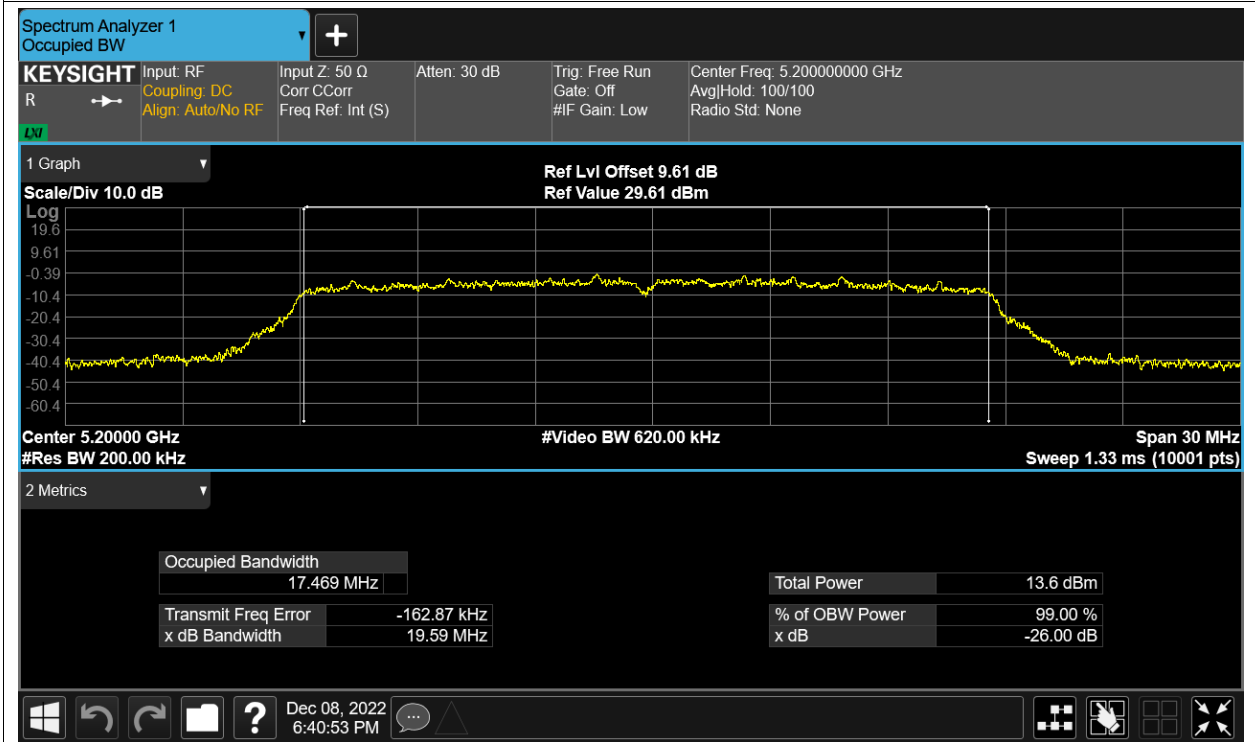 Spectrum Analyzer 1
Occupied BW
+
KEYSIGHT
R
LXI
Input: RF
Coupling: DC
Align: Auto/No RF
Input Z: 50 Ω
Corr CCorr
Freq Ref: Int (S)
Atten: 30 dB
Trig: Free Run
Gate: Off
#IF Gain: Low
Center Freq: 5.200000000 GHz
Avg|Hold: 100/100
Radio Std: None
1 Graph
Scale/Div 10.0 dB
Ref Lvl Offset 9.61 dB
Ref Value 29.61 dBm
Log
19.6
9.61
-0.39
-10.4
-20.4
-30.4
-40.4
-50.4
-60.4
Center 5.20000 GHz
#Video BW 620.00 kHz
Span 30 MHz
#Res BW 200.00 kHz
Sweep 1.33 ms (10001 pts)
2 Metrics
Occupied Bandwidth
17.469 MHz
Total Power 13.6 dBm
Transmit Freq Error -162.87 kHz
% of OBW Power 99.00 %
x dB Bandwidth 19.59 MHz
x dB -26.00 dB
?
Dec 08, 2022
6:40:53 PM